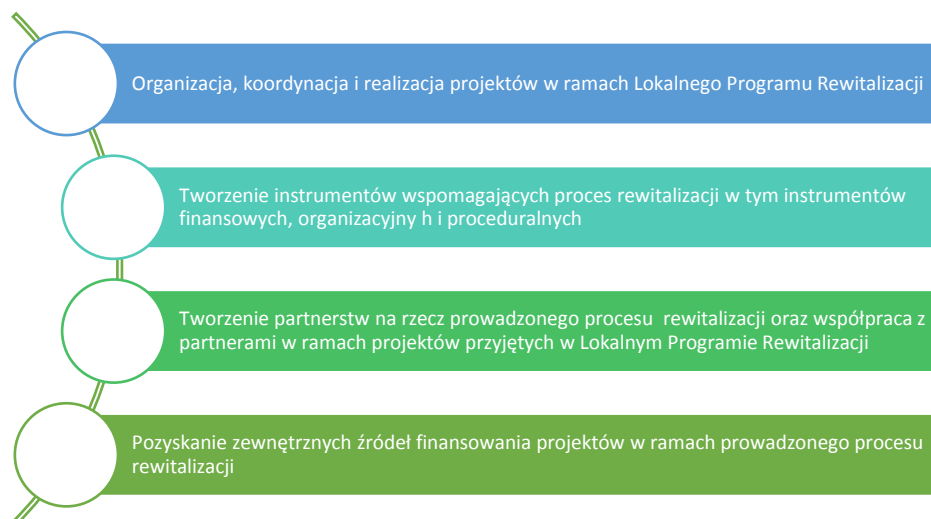 Organizacja, koordynacja i realizacja projektów w ramach Lokalnego Programu Rewitalizacji
Tworzenie instrumentów wspomagających proces rewitalizacji w tym instrumentów
finansowych, organizacyjny h i proceduralnych
Tworzenie partnerstw na rzecz prowadzonego procesu  rewitalizacji oraz współpraca z
partnerami w ramach projektów przyjętych w Lokalnym Programie Rewitalizacji
Pozyskanie zewnętrznych źródeł finansowania projektów w ramach prowadzonego procesu
rewitalizacji